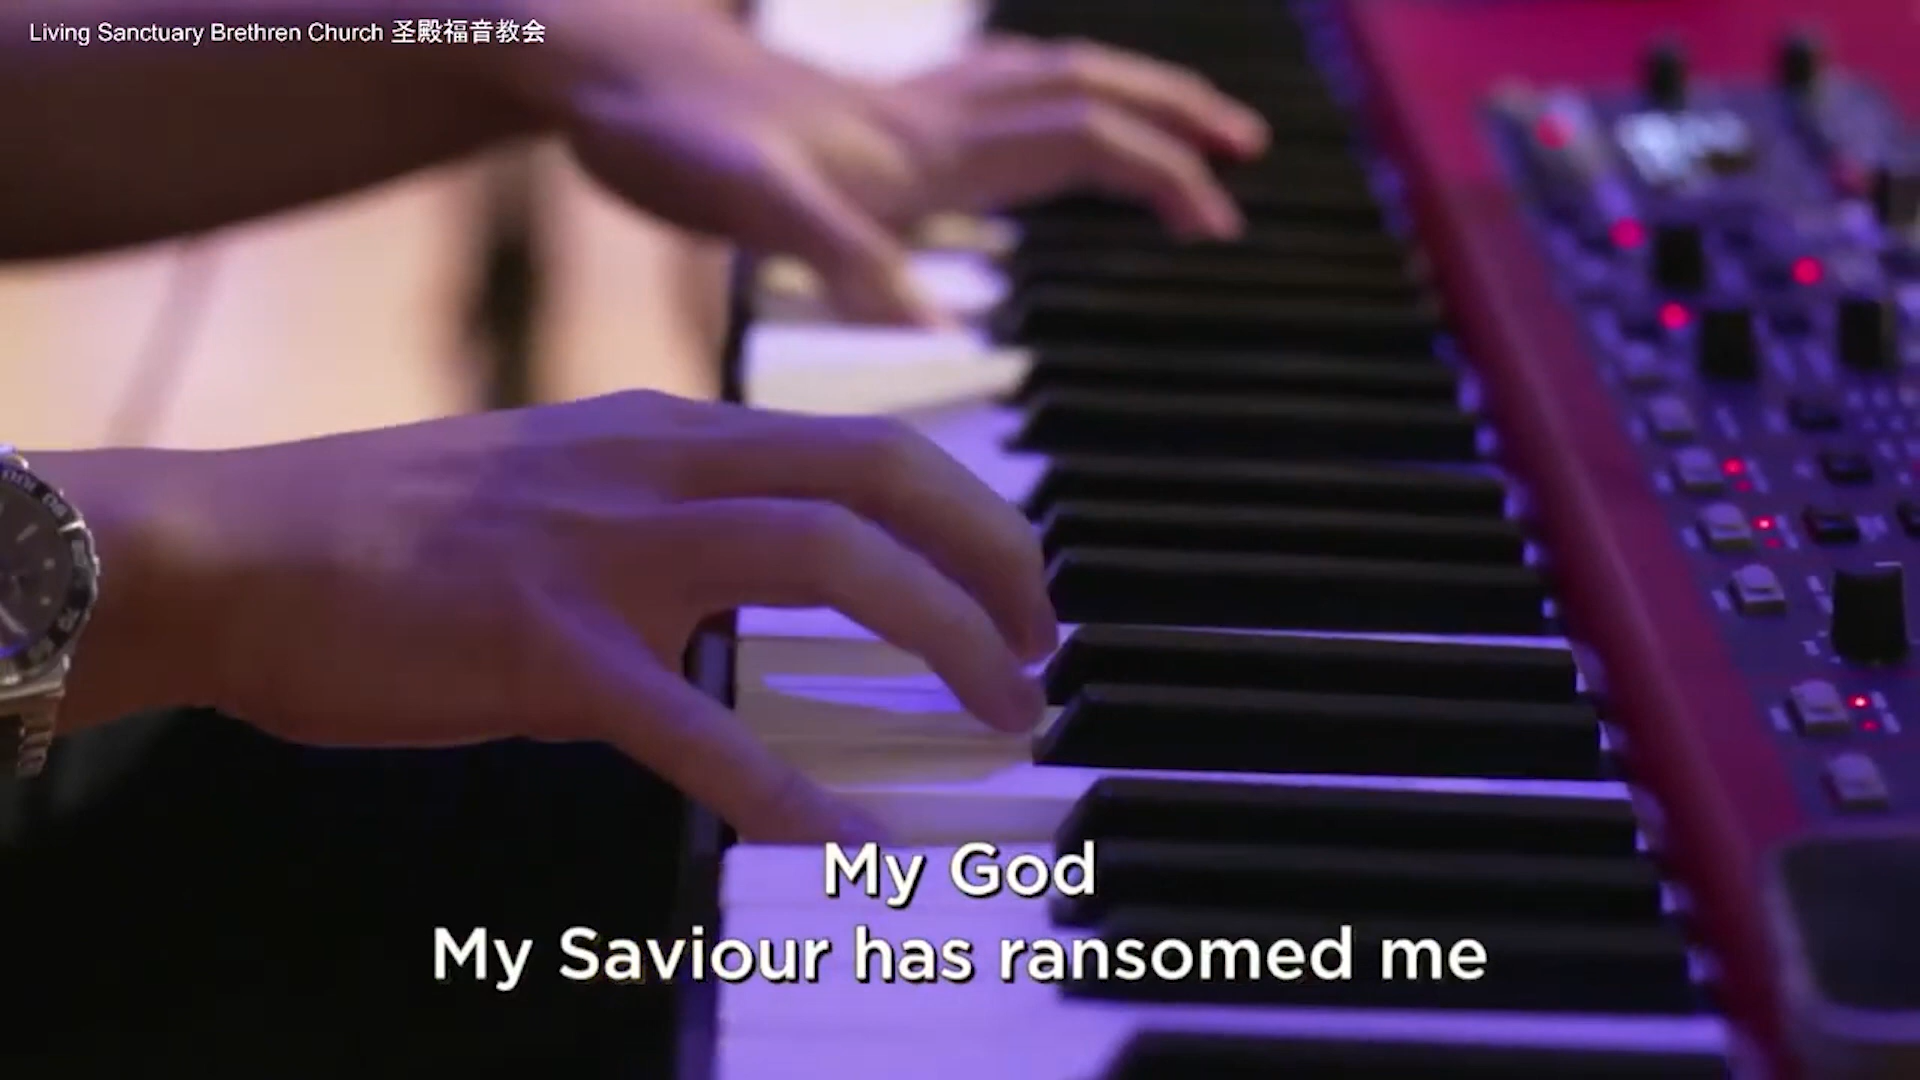 Living Sanctuary Brethren Church 圣殿福音教会
My God
My Saviour has ransomed me